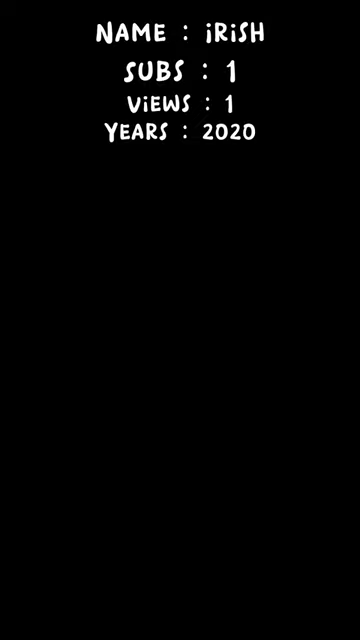 NAME : iRiSH
SUBS : 1
ViEWS : 1
YEARS : 2020